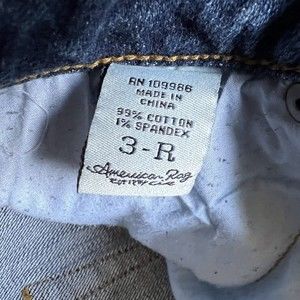 RN 109986
MADE IN
CHINA
99% COTTON
1% SPANDEX
3-R
American Rag